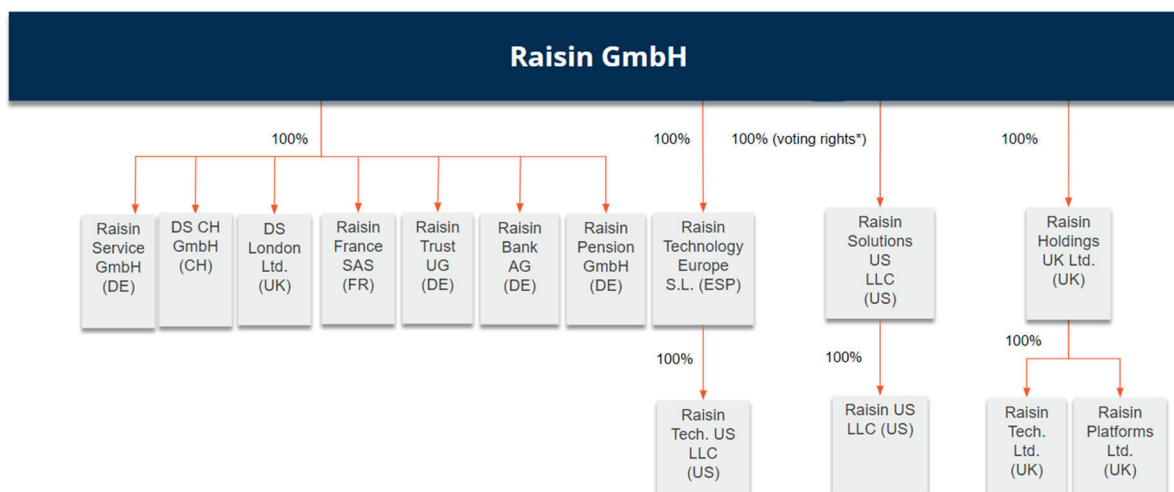 Raisin GmbH
100%
100%
100% (voting rights*)
100%
Raisin
Service
GmbH
(DE)
DS CH
GmbH
(CH)
DS
London
Ltd.
(UK)
Raisin
France
SAS
(FR)
Raisin
Trust
UG
(DE)
Raisin
Bank
AG
(DE)
Raisin
Pension
GmbH
(DE)
Raisin
Technology
Europe
S.L. (ESP)
Raisin
Solutions
US
LLC
(US)
Raisin
Holdings
UK Ltd.
(UK)
100%
100%
100%
Raisin
Tech. US
LLC
(US)
Raisin US
LLC (US)
Raisin
Tech.
Ltd.
(UK)
Raisin
Platforms
Ltd.
(UK)